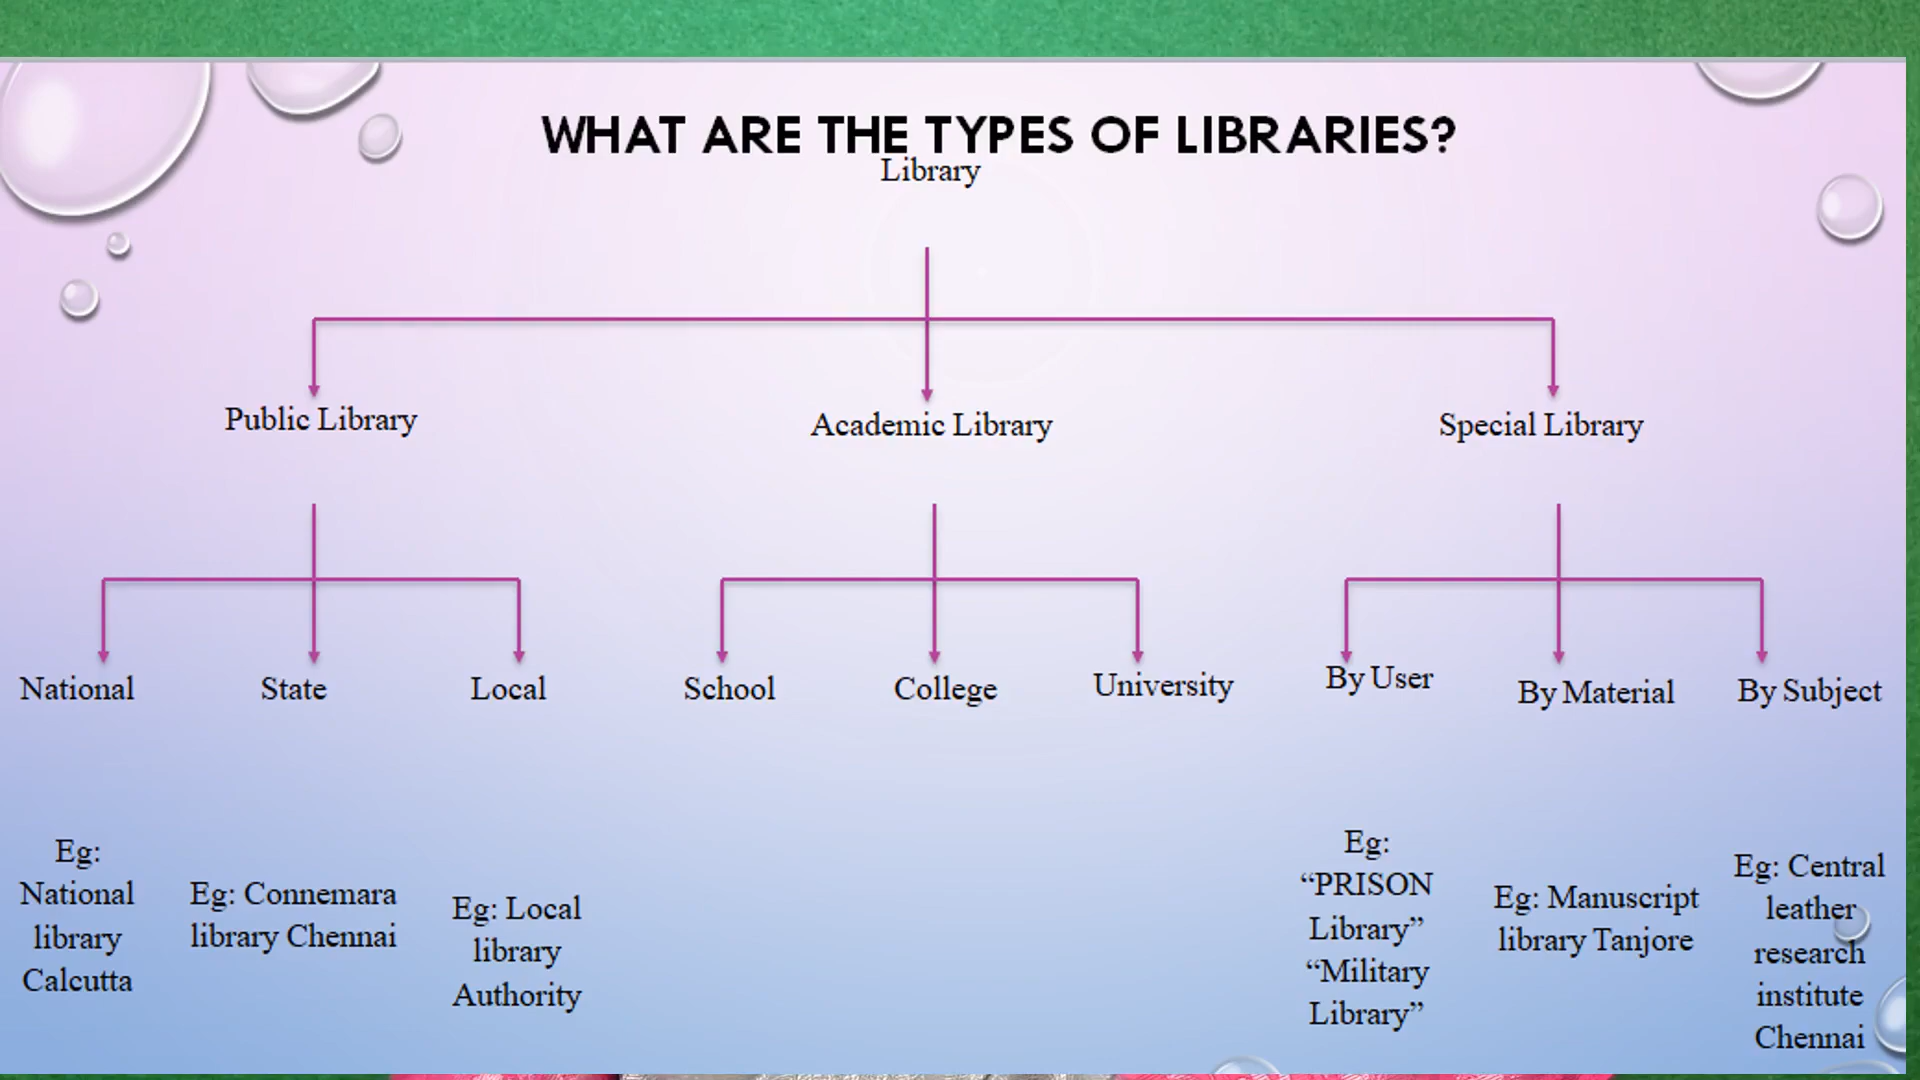 WHAT ARE THE TYPES OF LIBRARIES?
Library
Public Library
Academic Library
Special Library
National
State
Local
School
College
University
By User
By Material
By Subject
Eg:
National
library
Calcutta
Eg: Connemara
library Chennai
Eg: Local
library
Authority
Eg:
“PRISON
Library”
“Military
Library”
Eg: Manuscript
library Tanjore
Eg: Central
leather
research
institute
Chennai